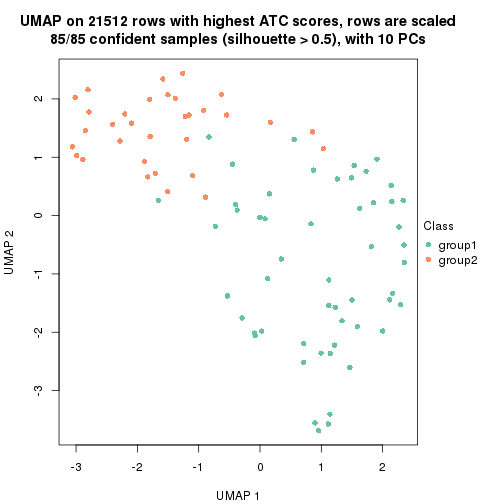 UMAP on 21512 rows with highest ATC scores, rows are scaled
85/85 confident samples (silhouette > 0.5), with 10 PCs
2
1
0
-1
-2
-3
UMAP 2
-3 -2 -1 0 1 2
UMAP 1
Class
group1
group2